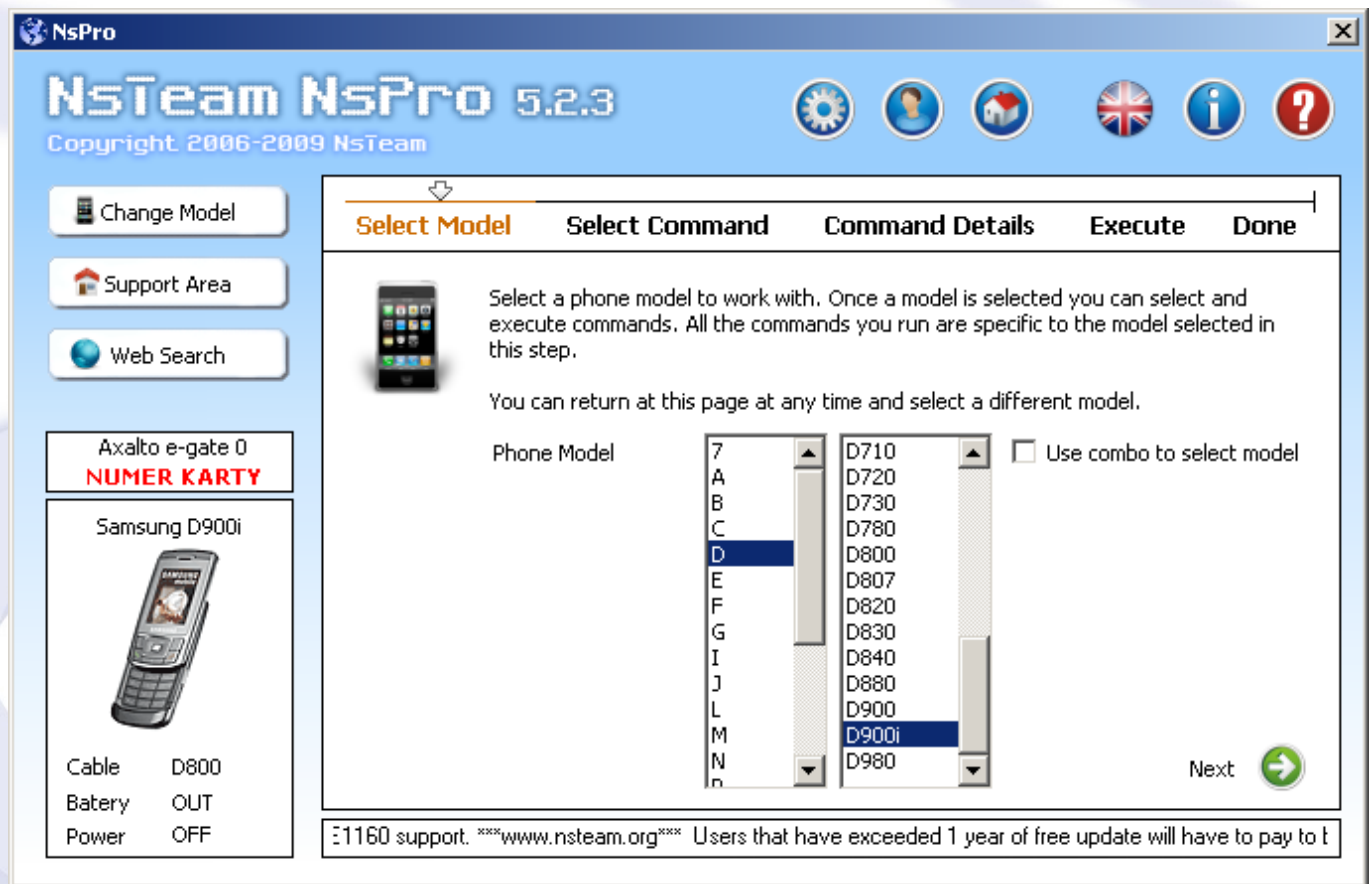 NsPro
NsTeam NsPro 5.2.3
Copyright 2006-2009 NsTeam
Change Model
Support Area
Web Search
Axalto e-gate 0
NUMER KARTY
Samsung D900i
Cable D800
Batery OUT
Power OFF
Select Model Select Command Command Details Execute Done
Select a phone model to work with. Once a model is selected you can select and
execute commands. All the commands you run are specific to the model selected in
this step.
You can return at this page at any time and select a different model.
Phone Model
7
A
B
C
D
E
F
G
I
J
L
M
N
D710
D720
D730
D780
D800
D807
D820
D830
D840
D880
D900
D900i
D980
Use combo to select model
Next
E1160 support. ***www.nsteam.org*** Users that have exceeded 1 year of free update will have to pay to